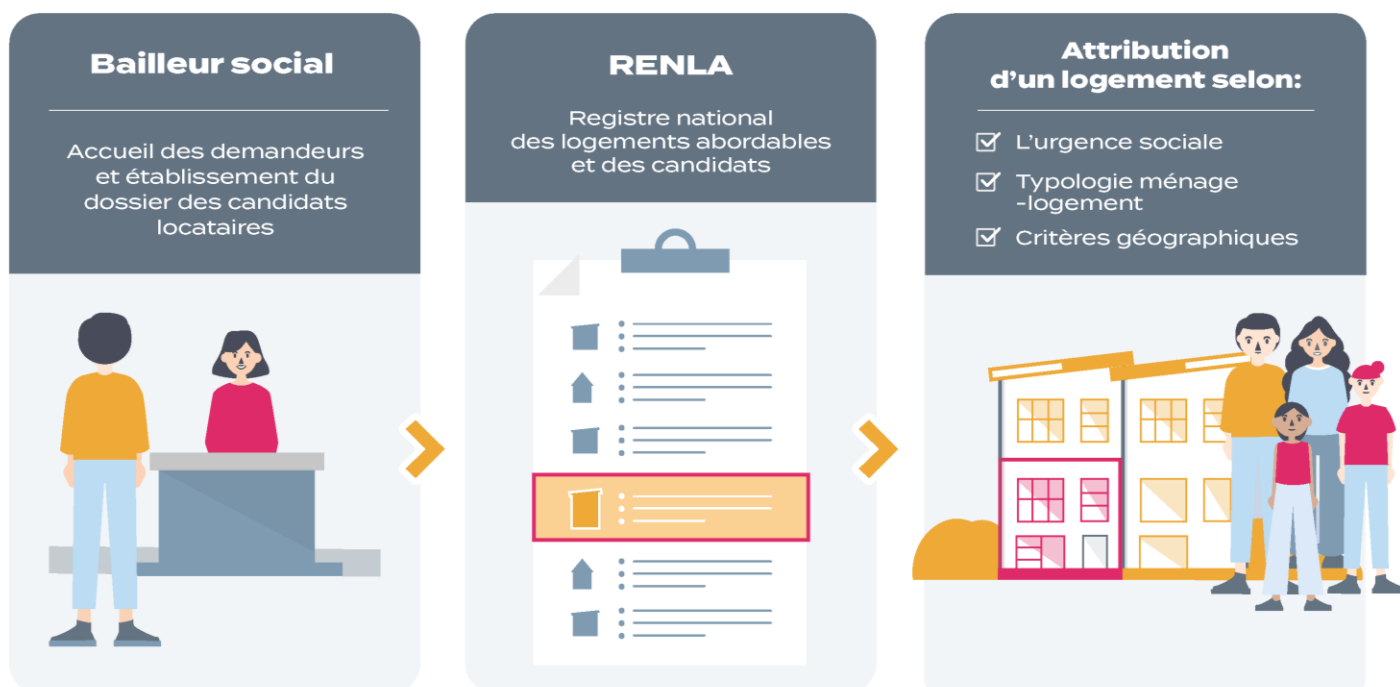 Bailleur social
Accueil des demandeurs
et établissement du
dossier des candidats
locataires
RENLA
Registre national
des logements abordables
et des candidats
Attribution
d'un logement selon:
L'urgence sociale
Typologie ménage
-logement
Critères géographiques